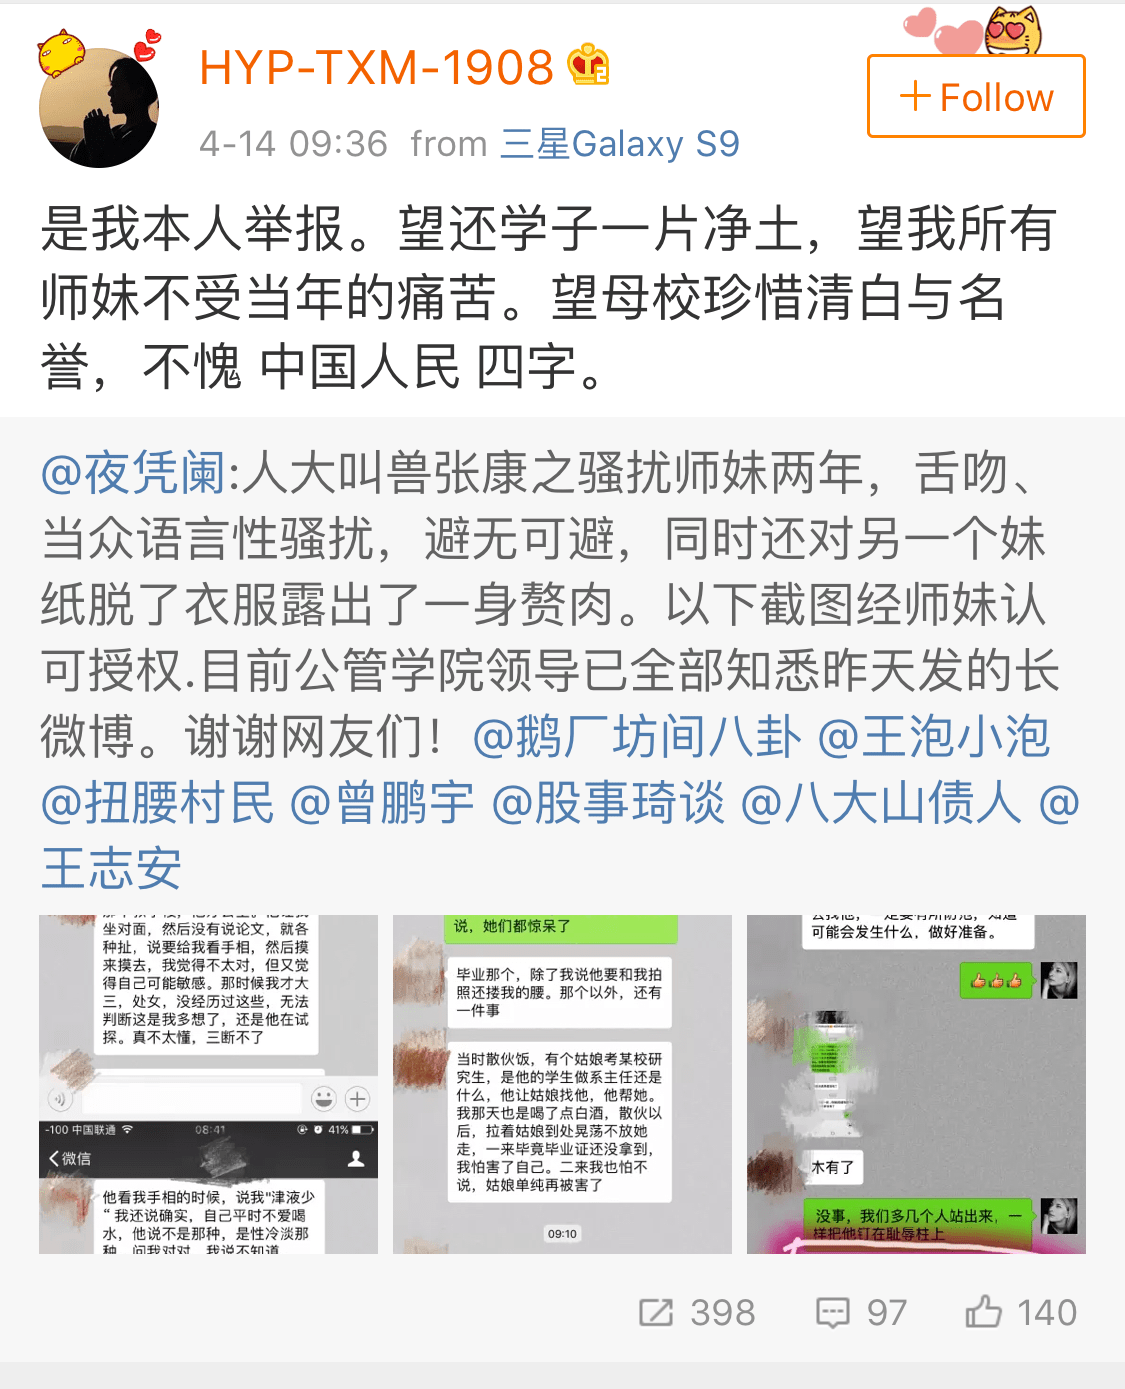 HYP-TXM-1908
+ Follow
4-14 09:36 from 三星Galaxy S9
是我本人举报。望还学子一片净土，望我所有
师妹不受当年的痛苦。望母校珍惜清白与名
誉，不愧 中国人民 四字。
@夜凭阑:人大叫兽张康之骚扰师妹两年，舌吻、
当众语言性骚扰，避无可避，同时还对另一个妹
纸脱了衣服露出了一身赘肉。以下截图经师妹认
可授权.目前公管学院领导已全部知悉昨天发的长
微博。谢谢网友们！@鹅厂坊间八卦 @王泡小泡
@扭腰村民 @曾鹏宇 @股事琦谈 @八大山债人 @
王志安
坐对面，然后没有说论文，就各
种扯，说要给我看手相，然后摸
来摸去，我觉得不太对，但又觉
得自己可能敏感。那时候我才大
三，处女，没经历过这些，无法
判断这是我多想了，还是他在试
探。真不太懂，三断不了
-100 中国联通 08:41 41%
微信
他看我手相的时候，说我"津液少
“ 我还说确实，自己平时不爱喝
水，他说不是那种，是性冷淡那
种，问我对对，我说不知道
说，她们都惊呆了
毕业那个，除了我说他要和我拍
照还搂我的腰。那个以外，还有
一件事
当时散伙饭，有个姑娘考某校研
究生，是他的学生做系主任还是
什么，他让姑娘找他，他帮她。
我那天也是喝了点白酒，散伙以
后，拉着姑娘到处晃荡不放她
走，一来毕竟毕业证还没拿到，
我怕害了自己。二来我也怕不
说，姑娘单纯再被害了
09:10
去找他，一定要有所防范，知道
可能会发生什么，做好准备。
木有了
没事，我们多几个人站出来，一
样把他钉在耻辱柱上
398 97 140